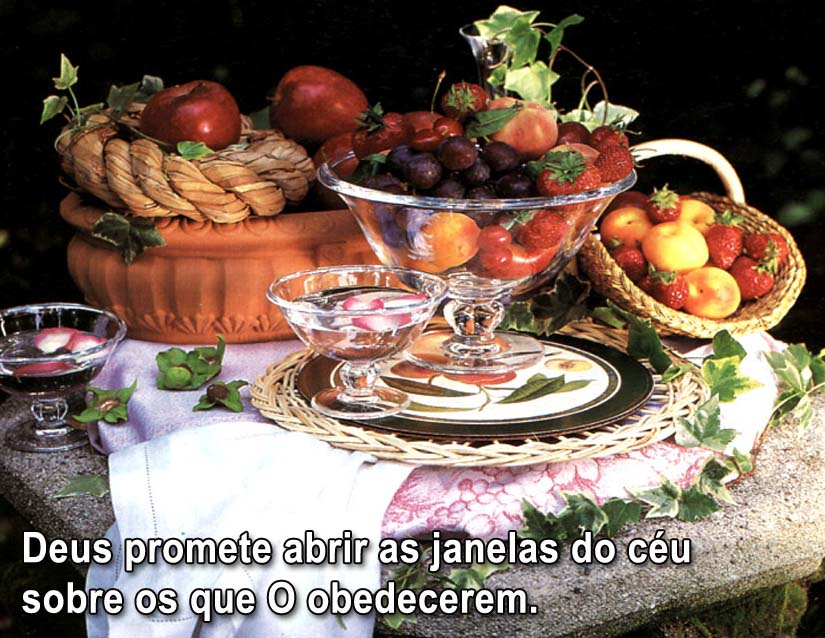 Deus promete abrir as janelas do céu
sobre os que O obedecerem.